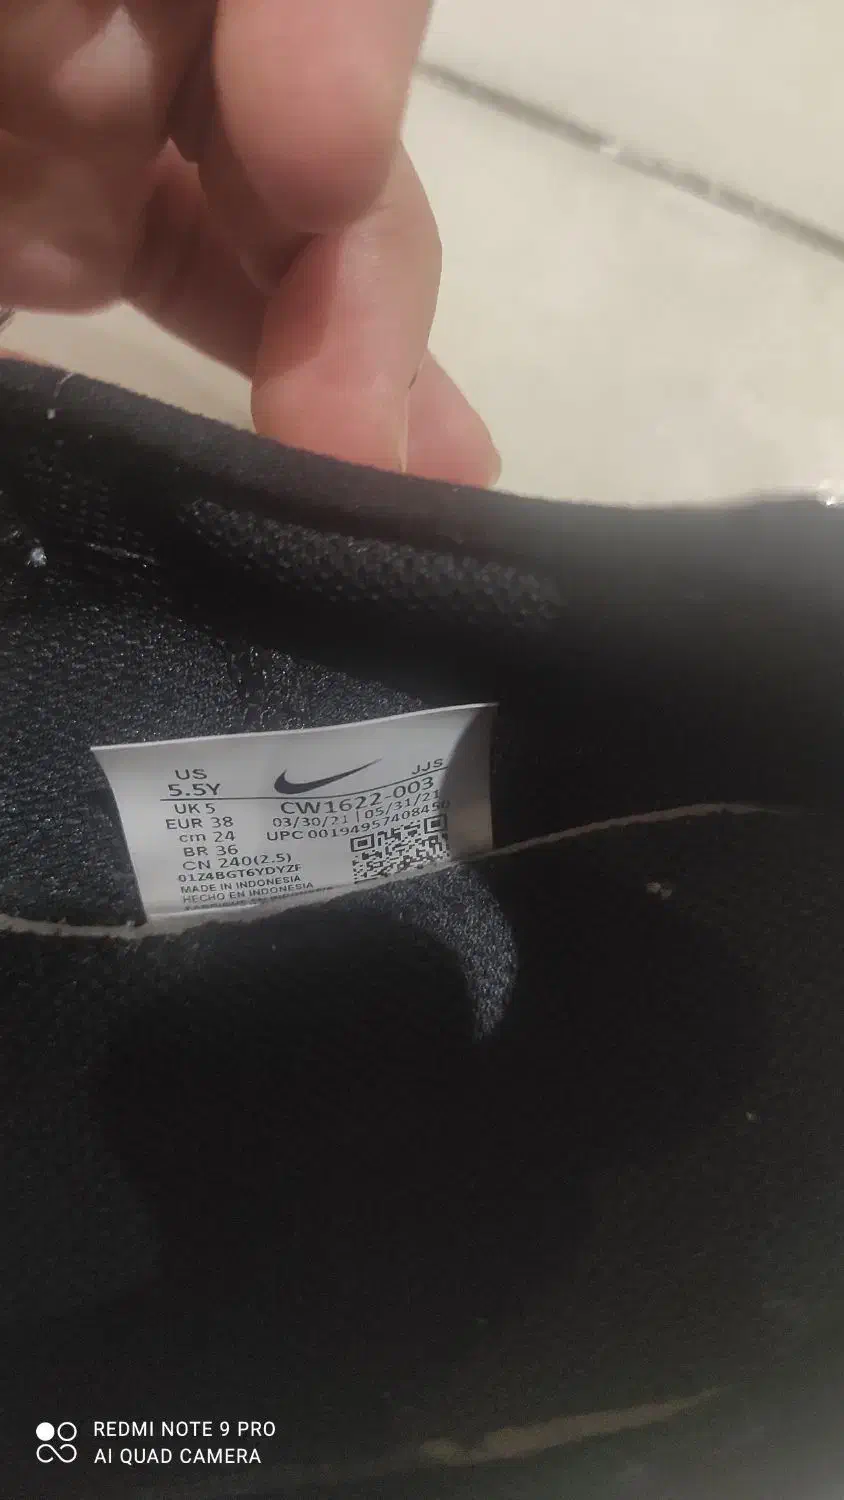 US
5.5Y
JJS
UK 5
CW1622-003
EUR 38
03/30/21 | 05/31/21
cm 24
UPC 00194957408450
BR 36
CN 240(2.5)
01Z4BGT6YDYZF
MADE IN INDONESIA
HECHO EN INDONESIA
REDMI NOTE 9 PRO
AI QUAD CAMERA